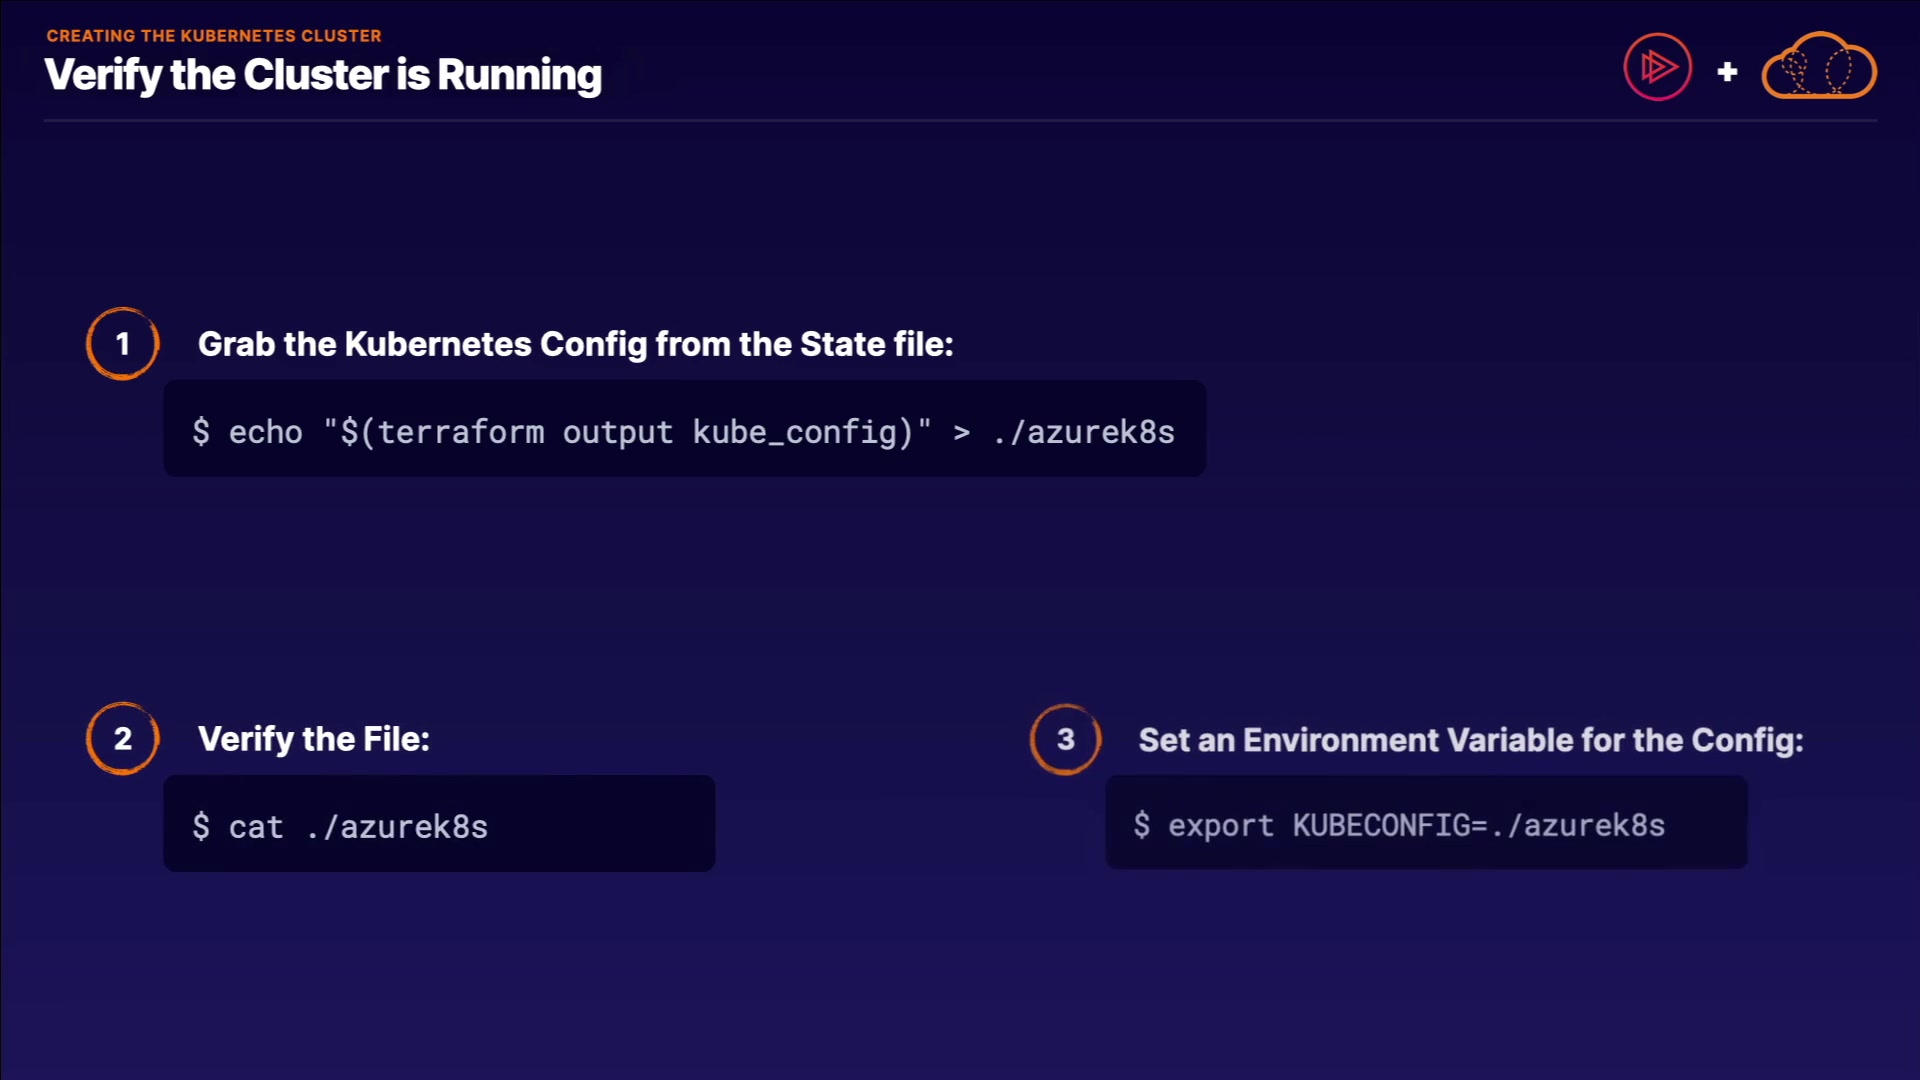 CREATING THE KUBERNETES CLUSTER
Verify the Cluster is Running
+
1
Grab the Kubernetes Config from the State file:
$ echo "$(terraform output kube_config)" > ./azurek8s
2
Verify the File:
$ cat ./azurek8s
3
Set an Environment Variable for the Config:
$ export KUBECONFIG=./azurek8s